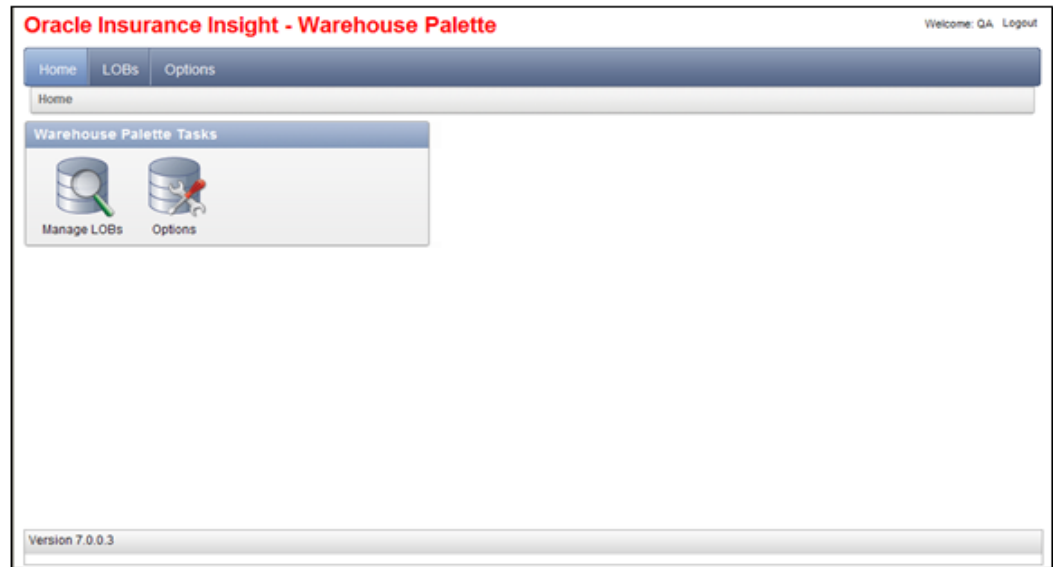 Oracle Insurance Insight - Warehouse Palette
Welcome: QA Logout
Home LOBs Options
Home
Warehouse Palette Tasks
Manage LOBs Options
Version 7.0.0.3